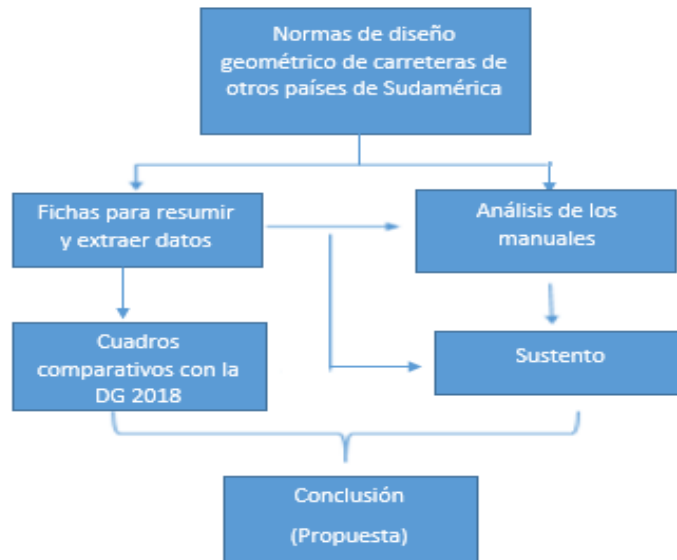 Normas de diseño
geométrico de carreteras de
otros países de Sudamérica
Fichas para resumir
y extraer datos
Análisis de los
manuales
Cuadros
comparativos con la
DG 2018
Sustento
Conclusión
(Propuesta)